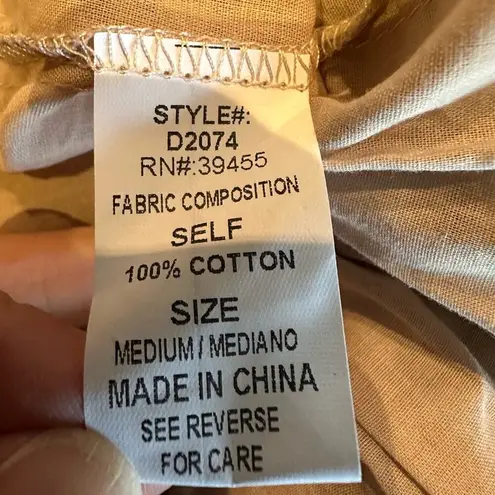 STYLE#:
D2074
RN#:39455
FABRIC COMPOSITION
SELF
100% COTTON
SIZE
MEDIUM / MEDIANO
MADE IN CHINA
SEE REVERSE
FOR CARE